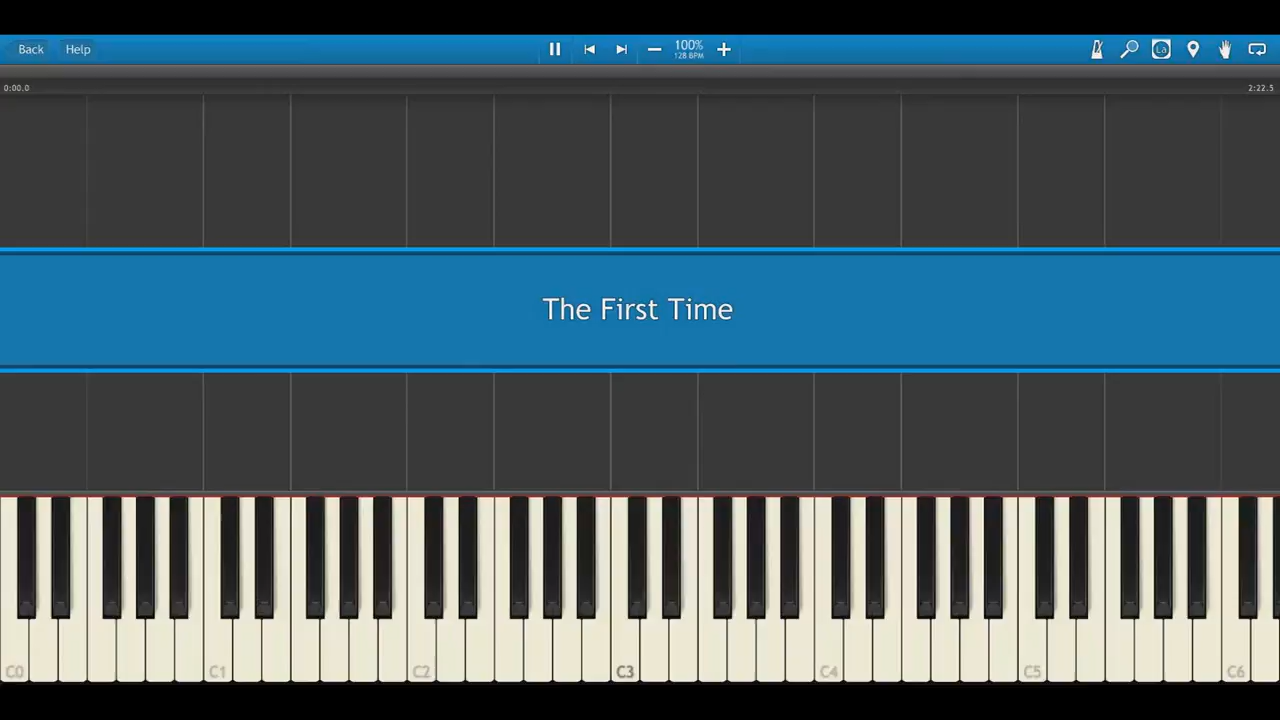 Back Help 100% La
128 BPM
0:00.0 2:22.5
The First Time
C0 C1 C2 C3 C4 C5 C6